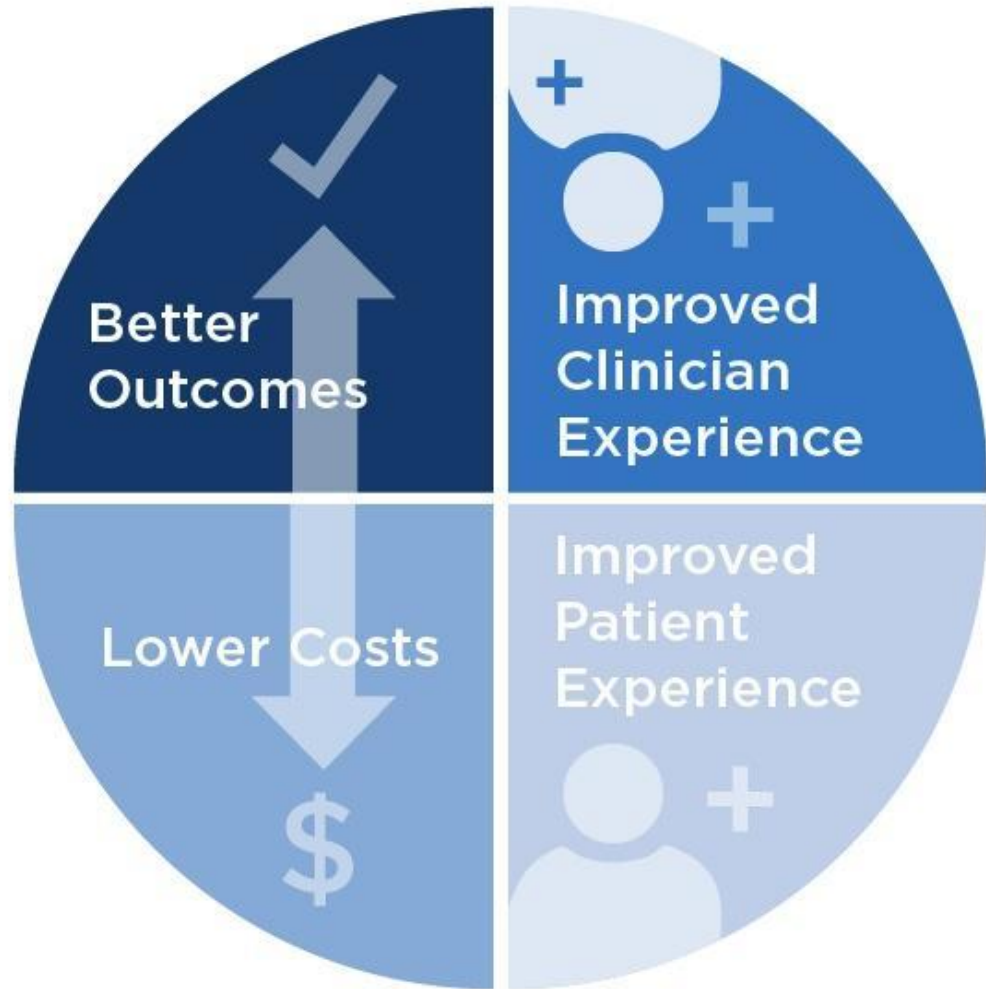 Better
Outcomes
Improved
Clinician
Experience
Lower Costs
$
Improved
Patient
Experience